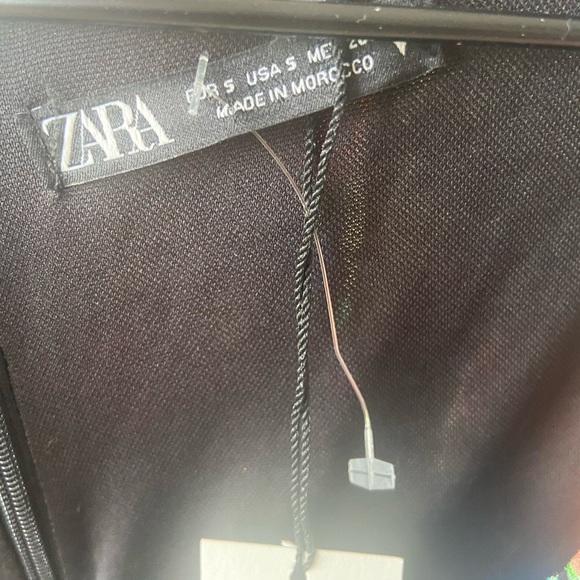 ZARA
EUR S USA S MEX 26
MADE IN MOROCCO